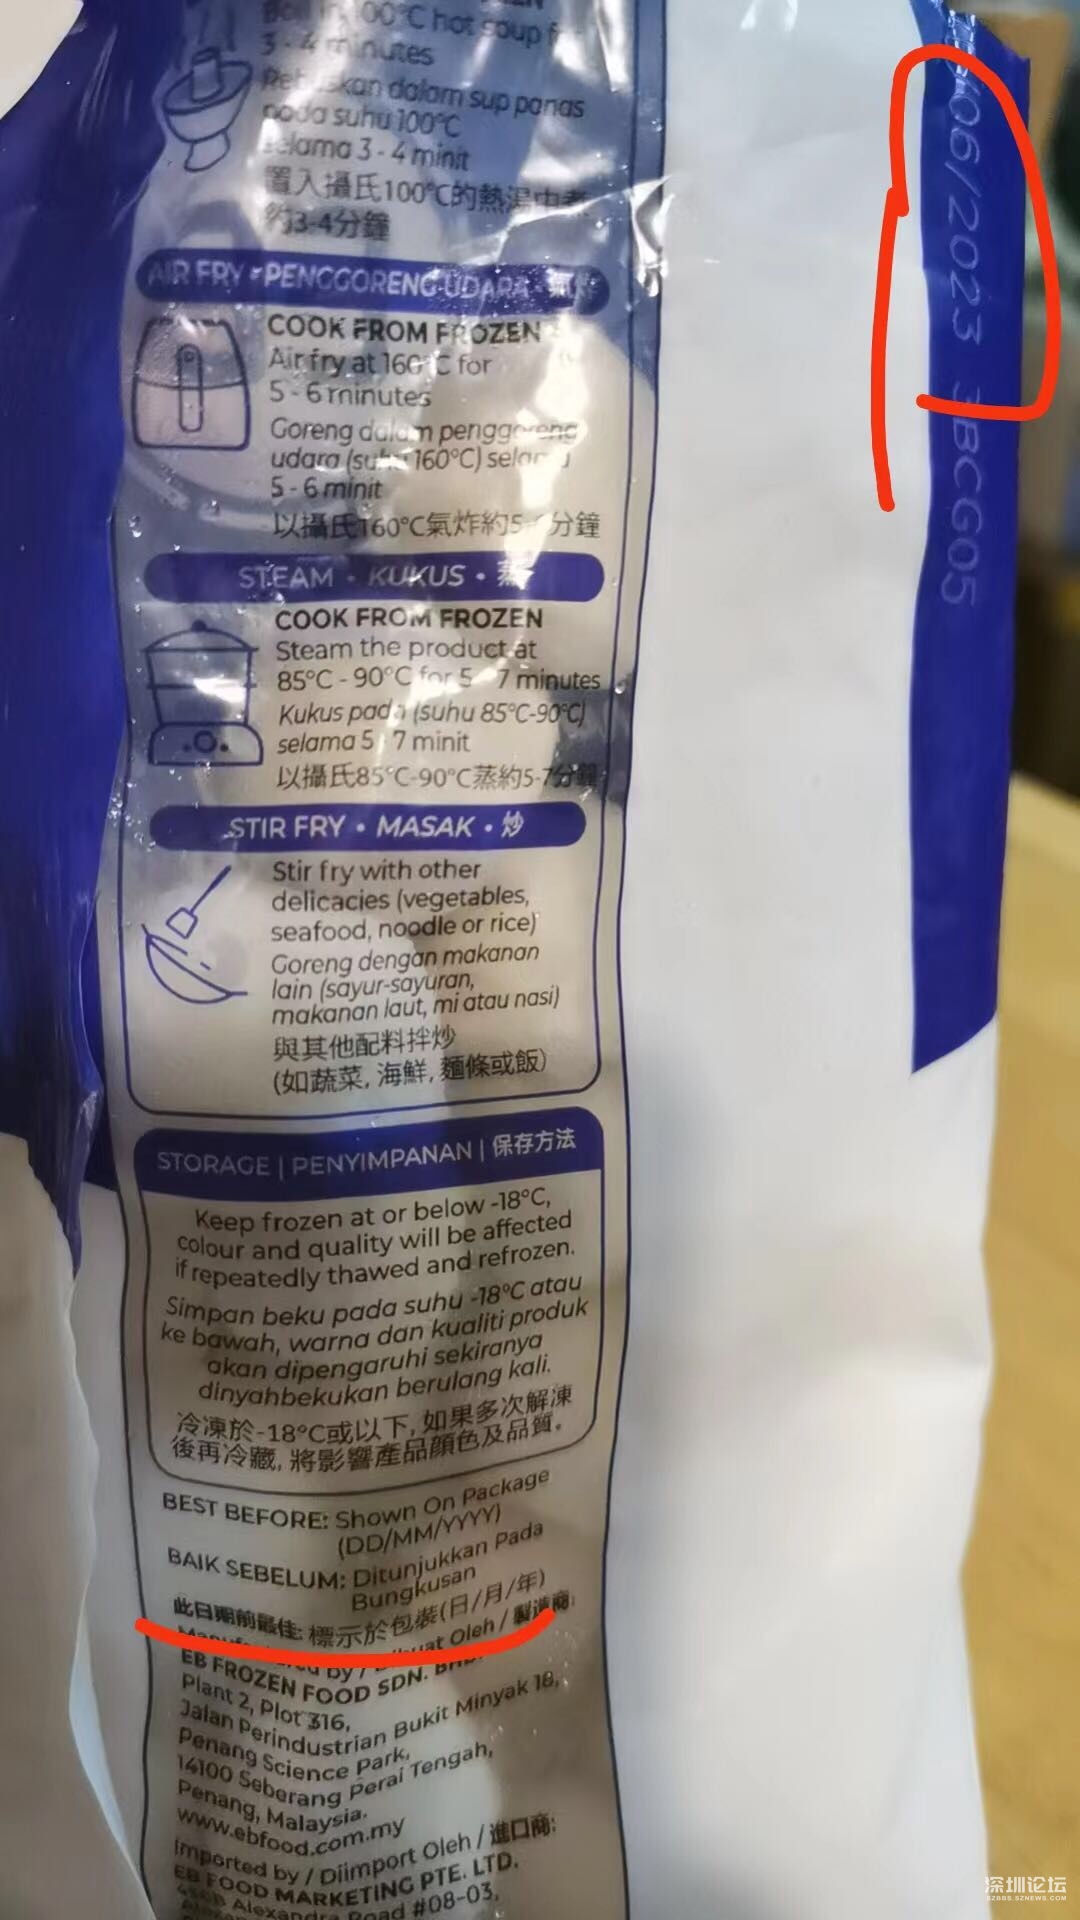 00°C hot soup
3 - 4 minutes
dalam sup panas
pada suhu 100°C
selama 3 - 4 minit
置入攝氏100°C的熱湯中煮
約3-4分鐘
AIR FRY • PENGGORENG UDARA • 氣炸
COOK FROM FROZEN
Air fry at 160°C for
5 - 6 minutes
Goreng dalam penggoreng
udara (suhu 160°C) selama
5 - 6 minit
以攝氏160°C氣炸約5-6分鐘
STEAM • KUKUS • 蒸
COOK FROM FROZEN
Steam the product at
85°C - 90°C for 5 - 7 minutes
Kukus pada (suhu 85°C-90°C)
selama 5 - 7 minit
以攝氏85°C-90°C蒸約5-7分鐘
STIR FRY • MASAK • 炒
Stir fry with other
delicacies (vegetables,
seafood, noodle or rice)
Goreng dengan makanan
lain (sayur-sayuran,
makanan laut, mi atau nasi)
與其他配料拌炒
(如蔬菜, 海鮮, 麵條或飯)
STORAGE | PENYIMPANAN | 保存方法
Keep frozen at or below -18°C,
colour and quality will be affected
if repeatedly thawed and refrozen.
Simpan beku pada suhu -18°C atau
ke bawah, warna dan kualiti produk
akan dipengaruhi sekiranya
dinyahbekukan berulang kali.
冷凍於-18°C或以下, 如果多次解凍
後再冷藏, 將影響產品顏色及品質。
BEST BEFORE: Shown On Package
(DD/MM/YYYY)
BAIK SEBELUM: Ditunjukkan Pada
Bungkusan
此日期前最佳: 標示於包裝(日/月/年)
Manufactured by / Dibuat Oleh / 製造商:
EB FROZEN FOOD SDN. BHD.
Plant 2, Plot 316,
Jalan Perindustrian Bukit Minyak 18,
Penang Science Park,
14100 Seberang Perai Tengah,
Penang, Malaysia.
www.ebfood.com.my
Imported by / Diimport Oleh / 進口商:
EB FOOD MARKETING PTE. LTD.
Alexandra Road #08-03,
/06/2023 3BCG05
深圳论坛
SZBBS.SZNEWS.COM